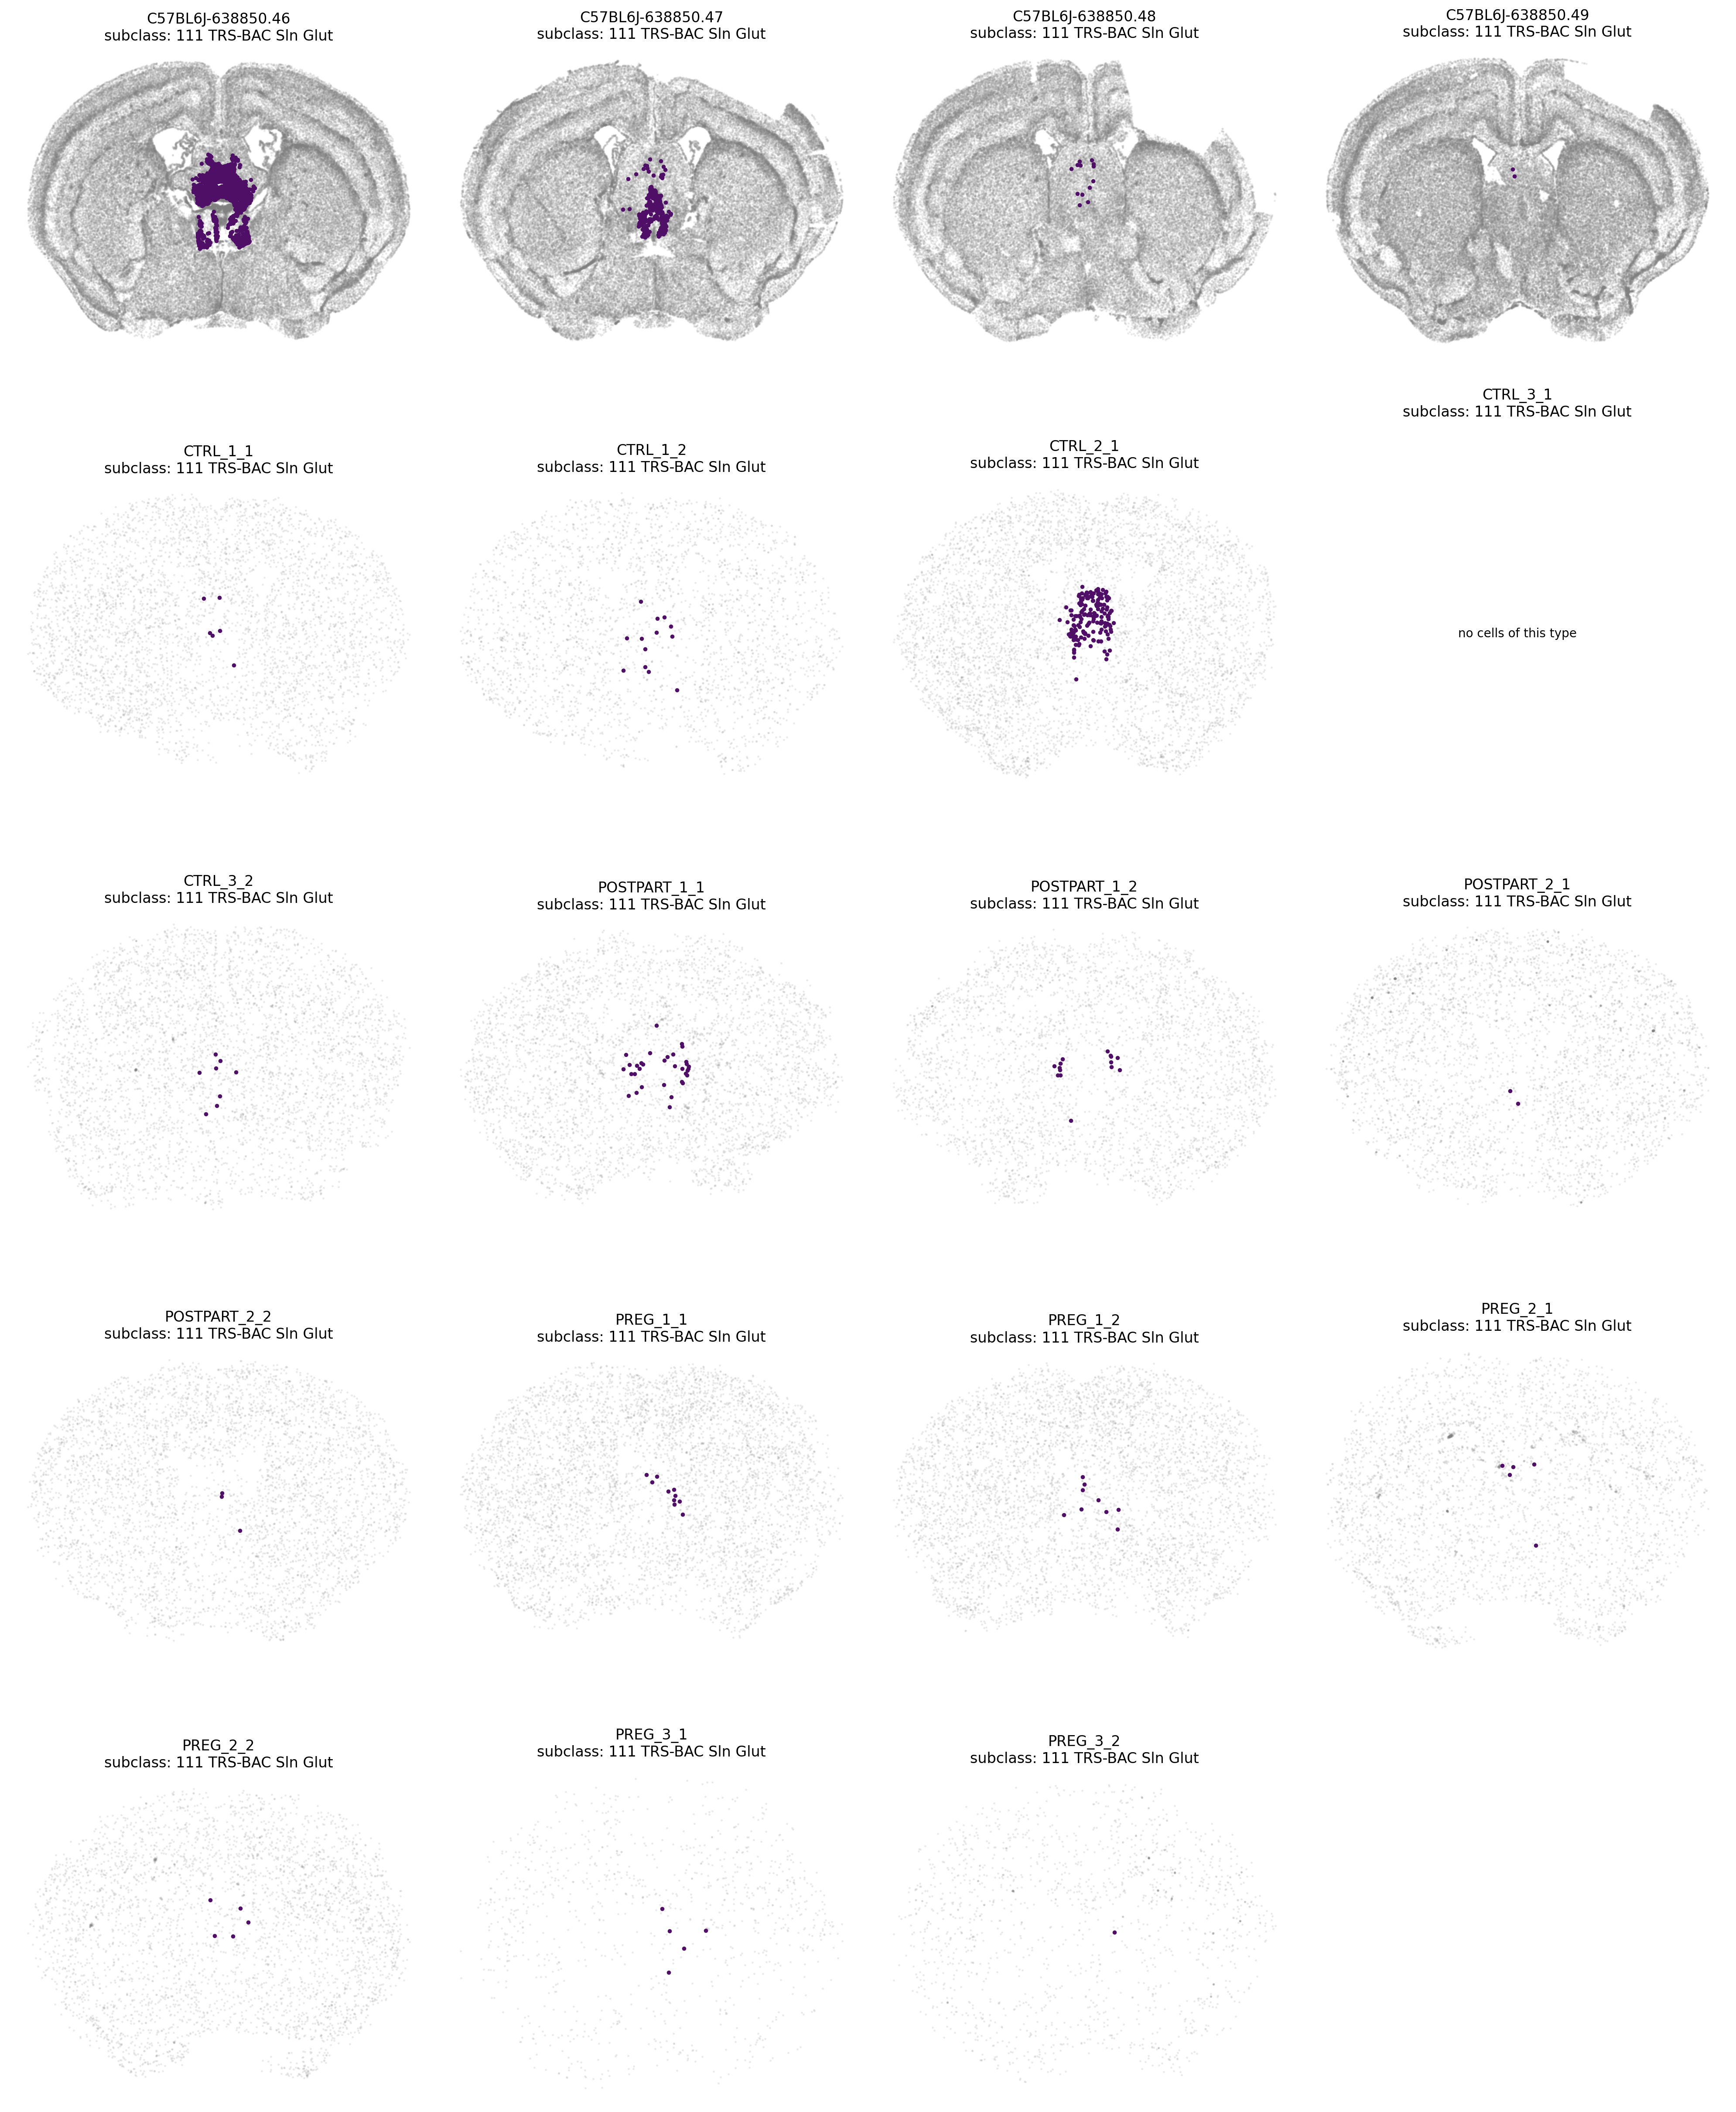 C57BL6J-638850.46
subclass: 111 TRS-BAC Sln Glut
C57BL6J-638850.47
subclass: 111 TRS-BAC Sln Glut
C57BL6J-638850.48
subclass: 111 TRS-BAC Sln Glut
C57BL6J-638850.49
subclass: 111 TRS-BAC Sln Glut
CTRL_1_1
subclass: 111 TRS-BAC Sln Glut
CTRL_1_2
subclass: 111 TRS-BAC Sln Glut
CTRL_2_1
subclass: 111 TRS-BAC Sln Glut
CTRL_3_1
subclass: 111 TRS-BAC Sln Glut
no cells of this type
CTRL_3_2
subclass: 111 TRS-BAC Sln Glut
POSTPART_1_1
subclass: 111 TRS-BAC Sln Glut
POSTPART_1_2
subclass: 111 TRS-BAC Sln Glut
POSTPART_2_1
subclass: 111 TRS-BAC Sln Glut
POSTPART_2_2
subclass: 111 TRS-BAC Sln Glut
PREG_1_1
subclass: 111 TRS-BAC Sln Glut
PREG_1_2
subclass: 111 TRS-BAC Sln Glut
PREG_2_1
subclass: 111 TRS-BAC Sln Glut
PREG_2_2
subclass: 111 TRS-BAC Sln Glut
PREG_3_1
subclass: 111 TRS-BAC Sln Glut
PREG_3_2
subclass: 111 TRS-BAC Sln Glut